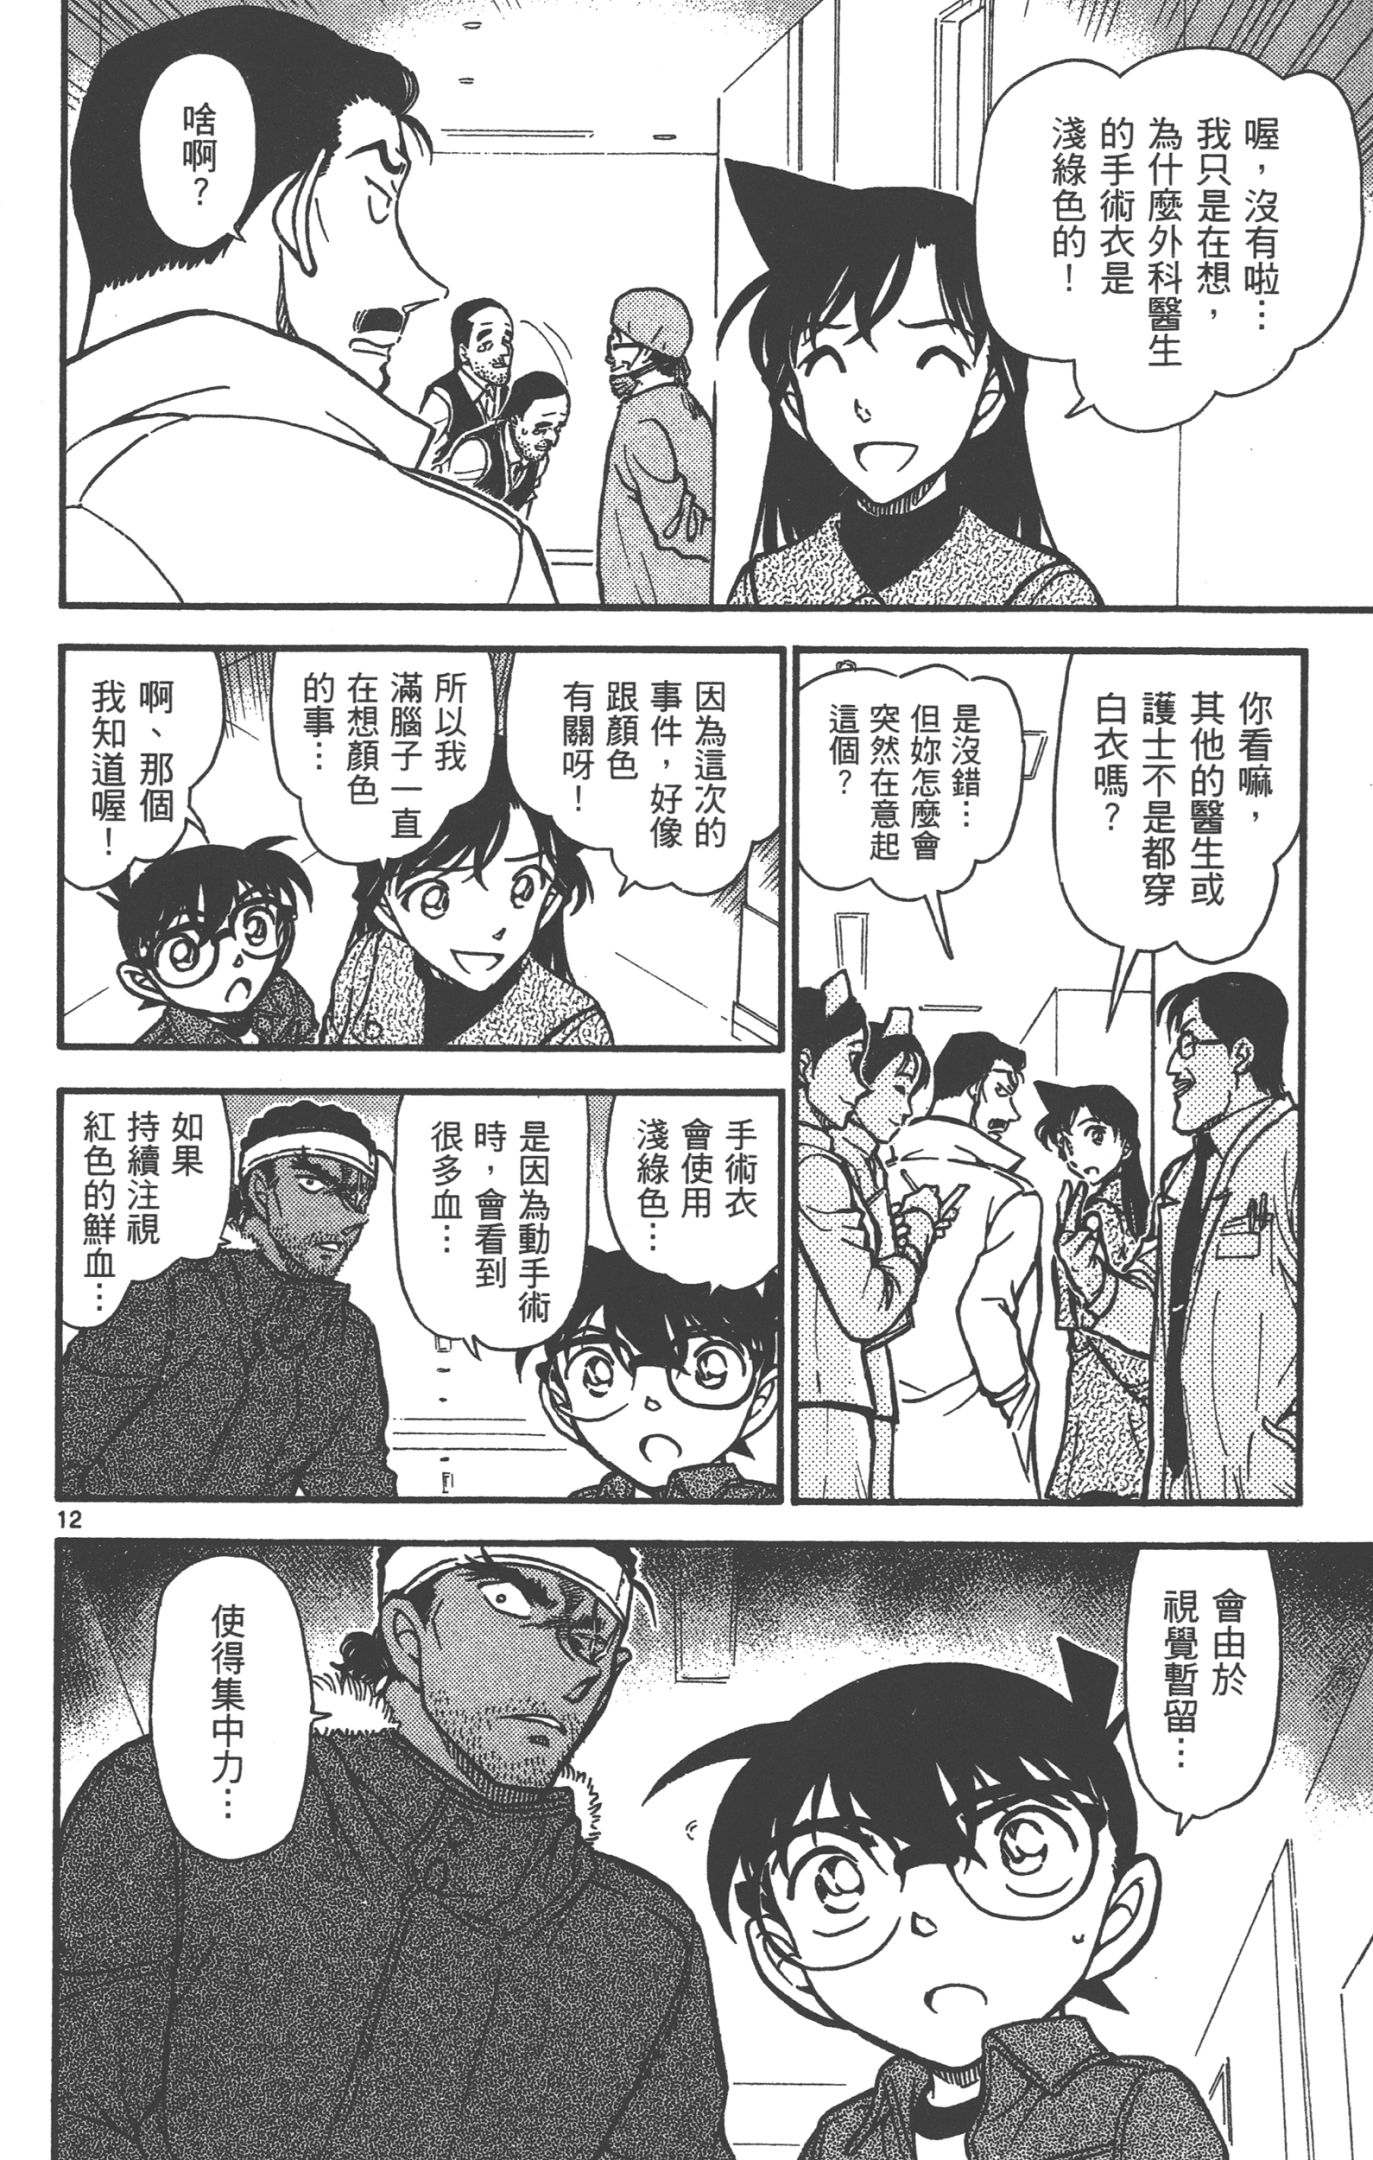 喔，沒有啦…
我只是在想，
為什麼外科醫生
的手術衣是
淺綠色的！
啥啊？
你看嘛，
其他的醫生或
護士不是都穿
白衣嗎？
是沒錯…
但妳怎麼會
突然在意起
這個？
因為這次的
事件，好像
跟顏色
有關呀！
所以我
滿腦子一直
在想顏色
的事…
啊、那個
我知道喔！
手術衣
會使用
淺綠色…
是因為動手術
時，會看到
很多血…
如果
持續注視
紅色的鮮血…
12
會由於
視覺暫留…
使得集中力…